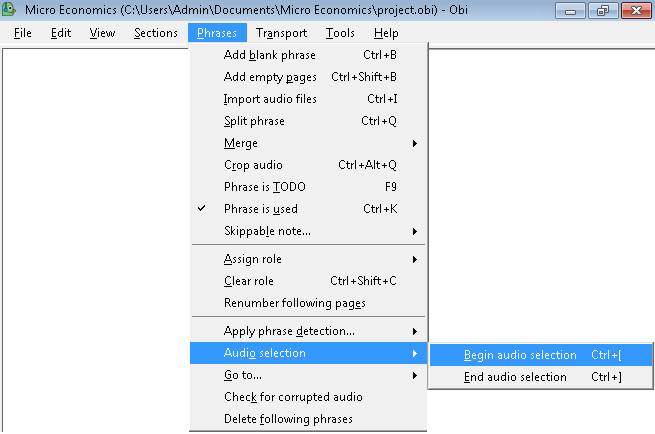 Micro Economics (C:\Users\Admin\Documents\Micro Economics\project.obi) - Obi
File Edit View Sections Phrases Transport Tools Help
Add blank phrase Ctrl+B
Add empty pages Ctrl+Shift+B
Import audio files Ctrl+I
Split phrase Ctrl+Q
Merge
Crop audio Ctrl+Alt+Q
Phrase is TODO F9
Phrase is used Ctrl+K
Skippable note...
Assign role
Clear role Ctrl+Shift+C
Renumber following pages
Apply phrase detection...
Audio selection
Begin audio selection Ctrl+[
End audio selection Ctrl+]
Go to...
Check for corrupted audio
Delete following phrases